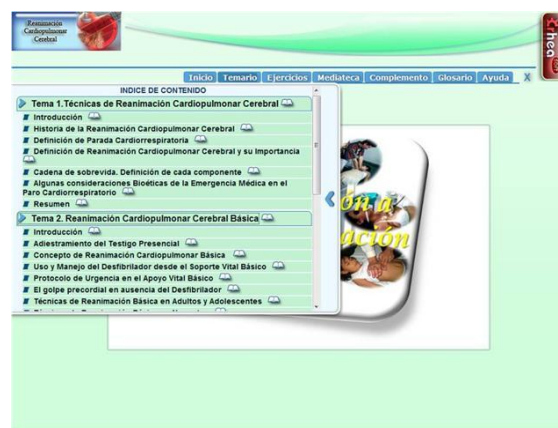 Reanimación
Cardiopulmonar
Cerebral
rhea
Inicio Temario Ejercicios Mediateca Complemento Glosario Ayuda X
INDICE DE CONTENIDO
Tema 1.Técnicas de Reanimación Cardiopulmonar Cerebral
Introducción
Historia de la Reanimación Cardiopulmonar Cerebral
Definición de Parada Cardiorrespiratoria
Definición de Reanimación Cardiopulmonar Cerebral y su Importancia
Cadena de sobrevida. Definición de cada componente
Algunas consideraciones Bioéticas de la Emergencia Médica en el
Paro Cardiorrespiratorio
Resumen
Tema 2. Reanimación Cardiopulmonar Cerebral Básica
Introducción
Adiestramiento del Testigo Presencial
Concepto de Reanimación Cardiopulmonar Básica
Uso y Manejo del Desfibrilador desde el Soporte Vital Básico
Protocolo de Urgencia en el Apoyo Vital Básico
El golpe precordial en ausencia del Desfibrilador
Técnicas de Reanimación Básica en Adultos y Adolescentes
ón a
ación